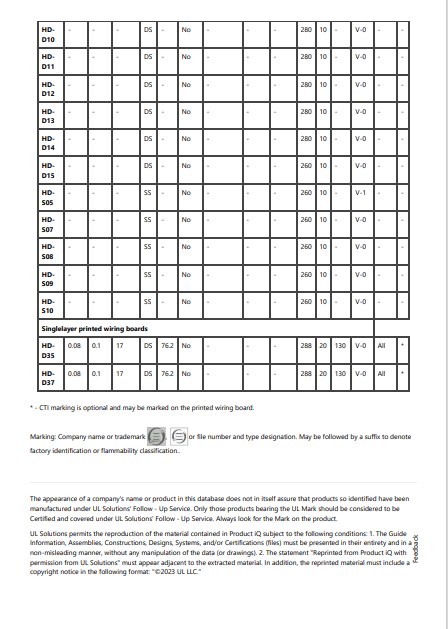 HD-D10 - - - DS - No - - - - 280 10 - V-0 - -
HD-D11 - - - DS - No - - - - 280 10 - V-0 - -
HD-D12 - - - DS - No - - - - 280 10 - V-0 - -
HD-D13 - - - DS - No - - - - 280 10 - V-0 - -
HD-D14 - - - DS - No - - - - 280 10 - V-0 - -
HD-D15 - - - DS - No - - - - 260 10 - V-0 - -
HD-S05 - - - SS - No - - - - 260 10 - V-1 - -
HD-S07 - - - SS - No - - - - 260 10 - V-0 - -
HD-S08 - - - SS - No - - - - 260 10 - V-0 - -
HD-S09 - - - SS - No - - - - 260 10 - V-0 - -
HD-S10 - - - SS - No - - - - 260 10 - V-0 - -
Singlelayer printed wiring boards
HD-D35 0.08 0.1 17 DS 76.2 No - - - - 288 20 130 V-0 All *
HD-D37 0.08 0.1 17 DS 76.2 No - - - - 288 20 130 V-0 All *
* - CTI marking is optional and may be marked on the printed wiring board.
Marking: Company name or trademark , or file number and type designation. May be followed by a suffix to denote
factory identification or flammability classification..
The appearance of a company's name or product in this database does not in itself assure that products so identified have been
manufactured under UL Solutions' Follow - Up Service. Only those products bearing the UL Mark should be considered to be
Certified and covered under UL Solutions' Follow - Up Service. Always look for the Mark on the product.
UL Solutions permits the reproduction of the material contained in Product iQ subject to the following conditions: 1. The Guide
Information, Assemblies, Constructions, Designs, Systems, and/or Certifications (files) must be presented in their entirety and in a
non-misleading manner, without any manipulation of the data (or drawings). 2. The statement "Reprinted from Product iQ with
permission from UL Solutions" must appear adjacent to the extracted material. In addition, the reprinted material must include a
copyright notice in the following format: "©2023 UL LLC."
Feedback